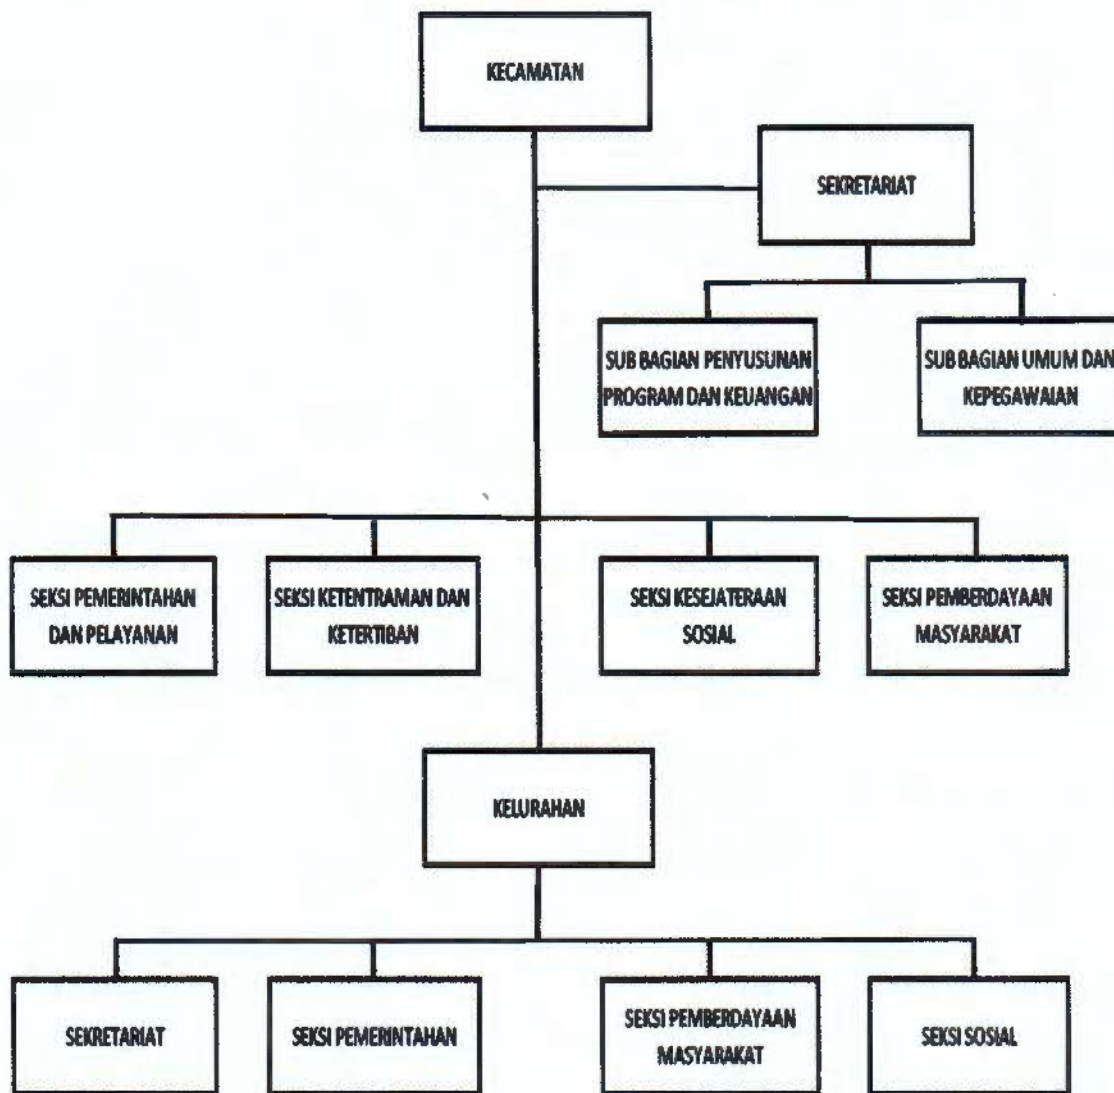 KECAMATAN
SEKRETARIAT
SUB BAGIAN PENYUSUNAN
PROGRAM DAN KEUANGAN
SUB BAGIAN UMUM DAN
KEPEGAWAIAN
SEKSI PEMERINTAHAN
DAN PELAYANAN
SEKSI KETENTRAMAN DAN
KETERTIBAN
SEKSI KESEJATERAAN
SOSIAL
SEKSI PEMBERDAYAAN
MASYARAKAT
KELURAHAN
SEKRETARIAT
SEKSI PEMERINTAHAN
SEKSI PEMBERDAYAAN
MASYARAKAT
SEKSI SOSIAL